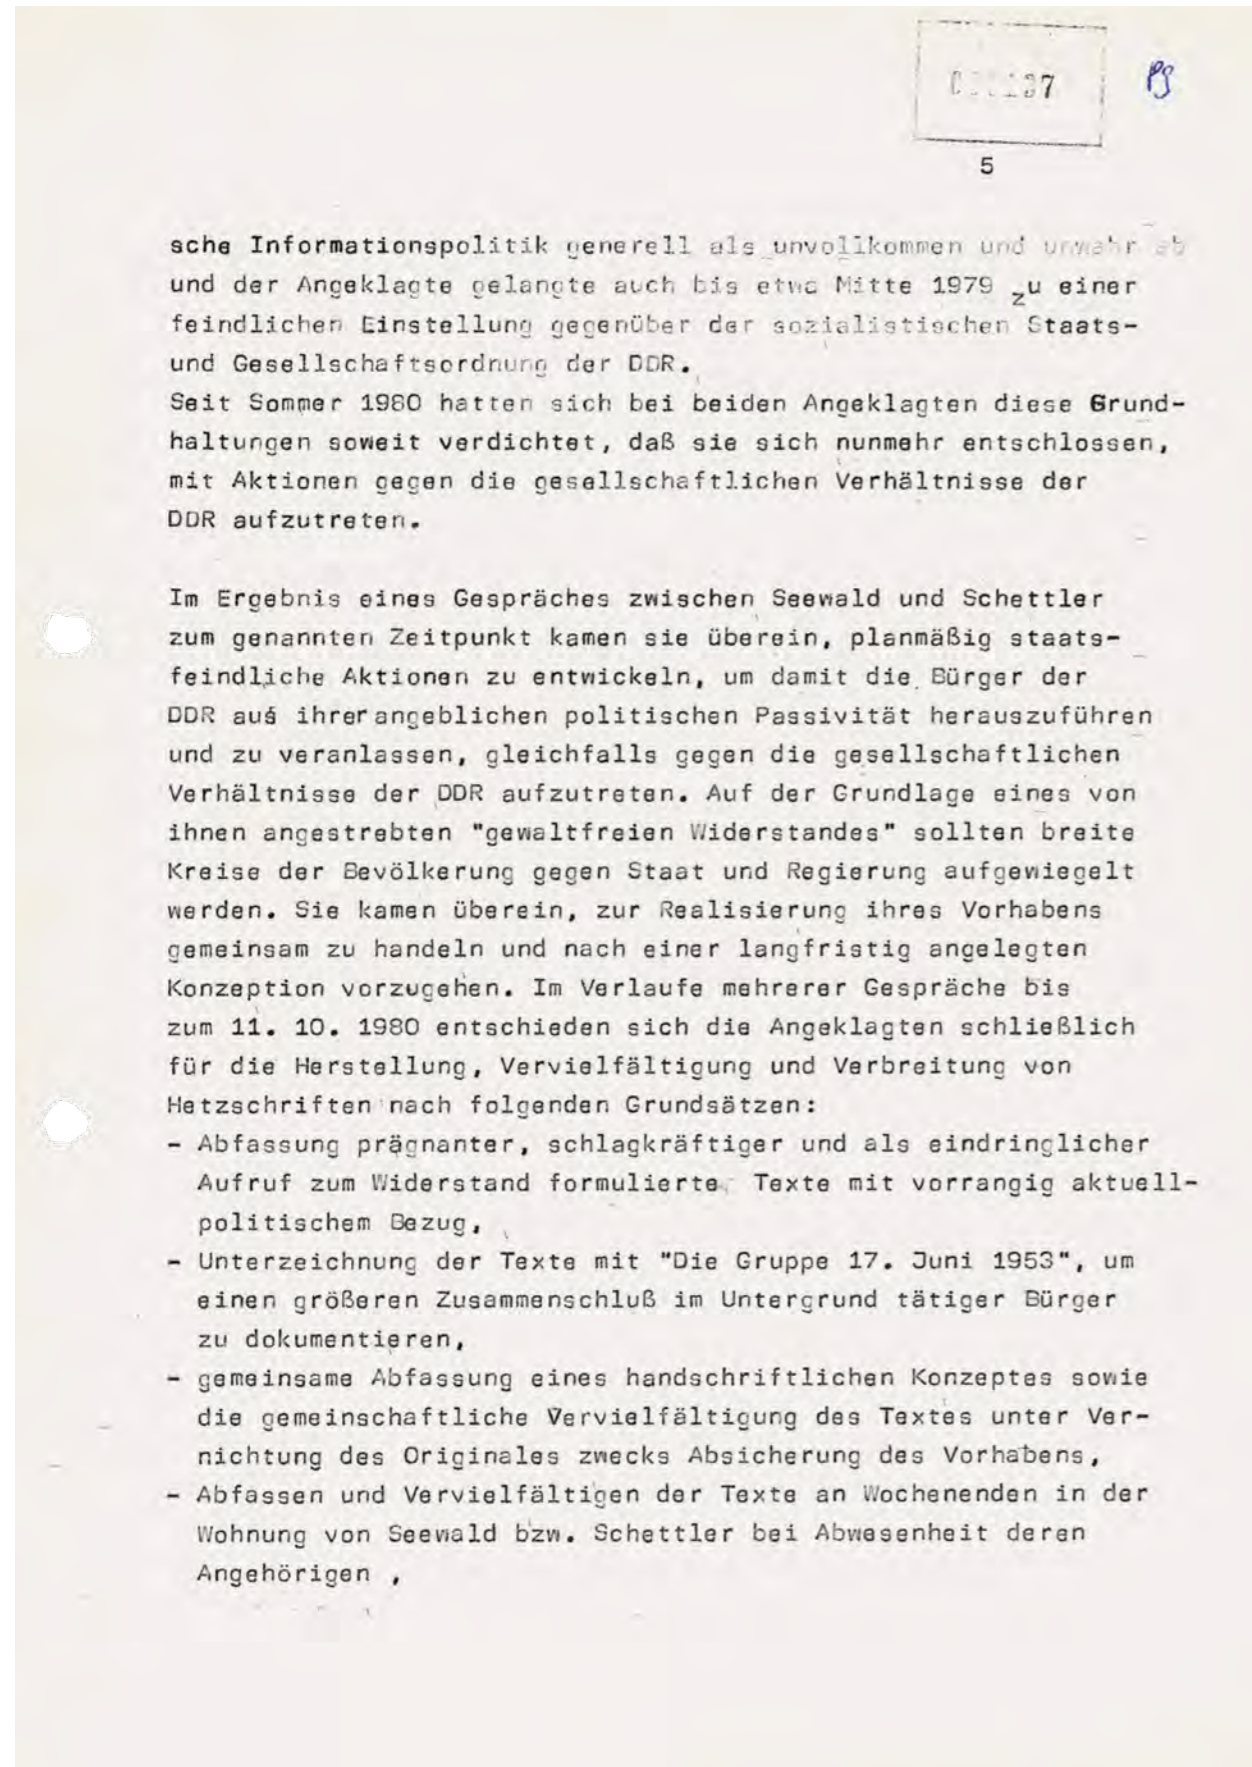 5
sche Informationspolitik generell als unvollkommen und unwahr ab
und der Angeklagte gelangte auch bis etwa Mitte 1979 zu einer
feindlichen Einstellung gegenüber der sozialistischen Staats-
und Gesellschaftsordnung der DDR.
Seit Sommer 1980 hatten sich bei beiden Angeklagten diese Grund-
haltungen soweit verdichtet, daß sie sich nunmehr entschlossen,
mit Aktionen gegen die gesellschaftlichen Verhältnisse der
DDR aufzutreten.
Im Ergebnis eines Gespräches zwischen Seewald und Schettler
zum genannten Zeitpunkt kamen sie überein, planmäßig staats-
feindliche Aktionen zu entwickeln, um damit die Bürger der
DDR aus ihrer angeblichen politischen Passivität herauszuführen
und zu veranlassen, gleichfalls gegen die gesellschaftlichen
Verhältnisse der DDR aufzutreten. Auf der Grundlage eines von
ihnen angestrebten "gewaltfreien Widerstandes" sollten breite
Kreise der Bevölkerung gegen Staat und Regierung aufgewiegelt
werden. Sie kamen überein, zur Realisierung ihres Vorhabens
gemeinsam zu handeln und nach einer langfristig angelegten
Konzeption vorzugehen. Im Verlaufe mehrerer Gespräche bis
zum 11. 10. 1980 entschieden sich die Angeklagten schließlich
für die Herstellung, Vervielfältigung und Verbreitung von
Hetzschriften nach folgenden Grundsätzen:
- Abfassung prägnanter, schlagkräftiger und als eindringlicher
Aufruf zum Widerstand formulierte Texte mit vorrangig aktuell-
politischem Bezug,
- Unterzeichnung der Texte mit "Die Gruppe 17. Juni 1953", um
einen größeren Zusammenschluß im Untergrund tätiger Bürger
zu dokumentieren,
- gemeinsame Abfassung eines handschriftlichen Konzeptes sowie
die gemeinschaftliche Vervielfältigung des Textes unter Ver-
nichtung des Originales zwecks Absicherung des Vorhabens,
- Abfassen und Vervielfältigen der Texte an Wochenenden in der
Wohnung von Seewald bzw. Schettler bei Abwesenheit deren
Angehörigen ,